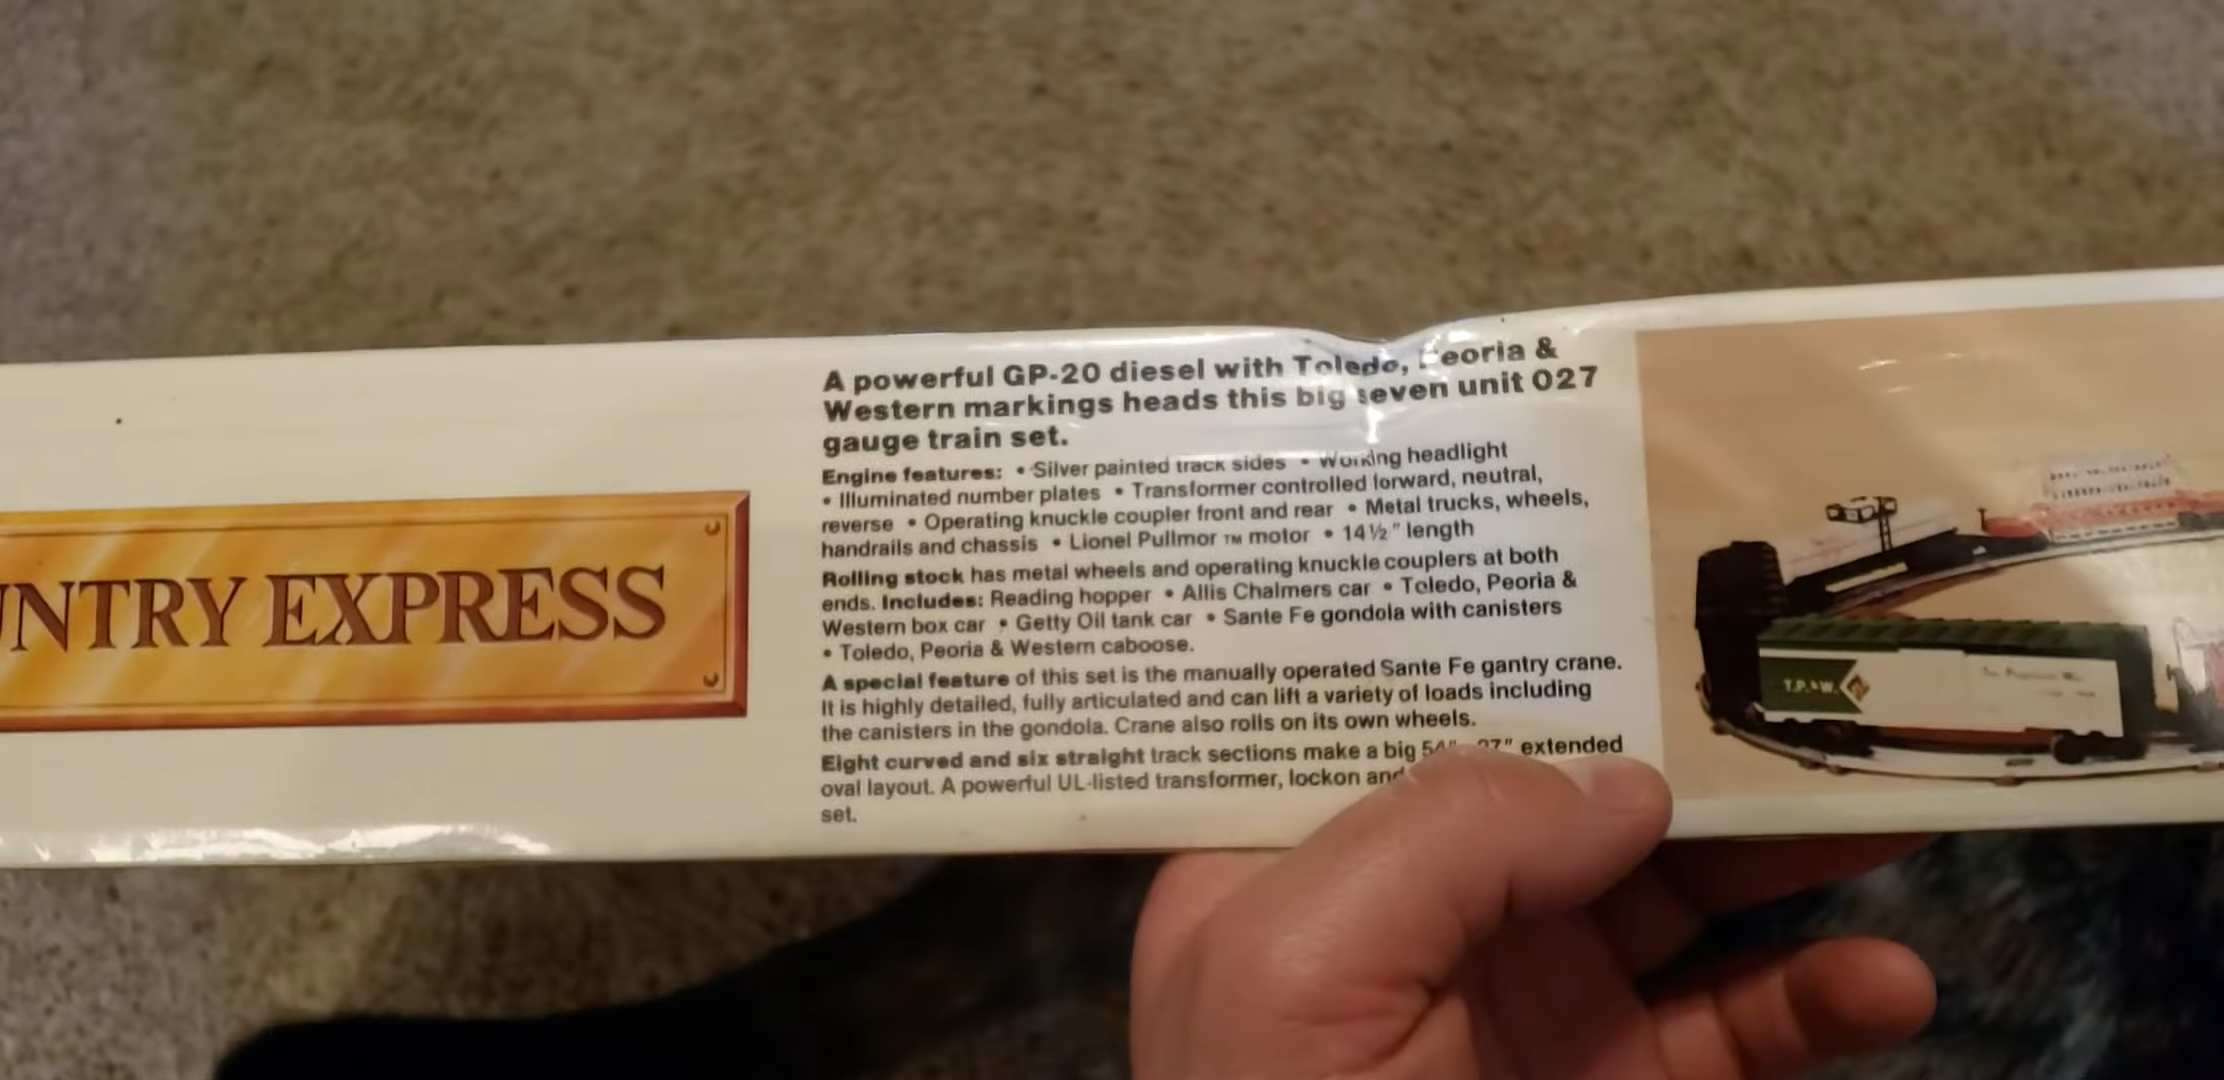 NTRY EXPRESS
A powerful GP-20 diesel with Toledo, Peoria &
Western markings heads this big seven unit 027
gauge train set.
Engine features: • Silver painted track sides • Working headlight
• Illuminated number plates • Transformer controlled forward, neutral,
reverse • Operating knuckle coupler front and rear • Metal trucks, wheels,
handrails and chassis • Lionel Pullmor TM motor • 14½" length
Rolling stock has metal wheels and operating knuckle couplers at both
ends. Includes: Reading hopper • Allis Chalmers car • Toledo, Peoria &
Western box car • Getty Oil tank car • Sante Fe gondola with canisters
• Toledo, Peoria & Western caboose.
A special feature of this set is the manually operated Sante Fe gantry crane.
It is highly detailed, fully articulated and can lift a variety of loads including
the canisters in the gondola. Crane also rolls on its own wheels.
Eight curved and six straight track sections make a big extended
oval layout. A powerful UL-listed transformer, lockon and
set.
T.P.&W.